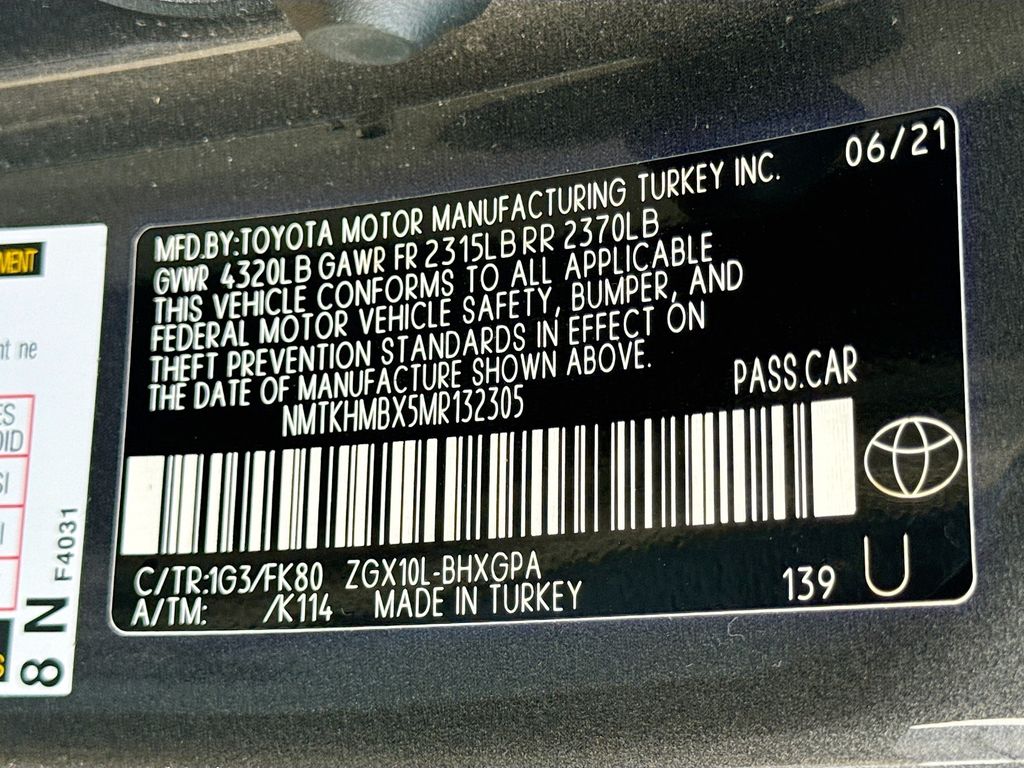 06/21
MFD.BY:TOYOTA MOTOR MANUFACTURING TURKEY INC.
GVWR 4320LB GAWR FR 2315LB RR 2370LB
THIS VEHICLE CONFORMS TO ALL APPLICABLE
FEDERAL MOTOR VEHICLE SAFETY, BUMPER, AND
THEFT PREVENTION STANDARDS IN EFFECT ON
THE DATE OF MANUFACTURE SHOWN ABOVE.
NMTKHMBX5MR132305
PASS.CAR
C/TR:1G3/FK80 ZGX10L-BHXGPA
A/TM: /K114 MADE IN TURKEY
139 U
F4031
8 N